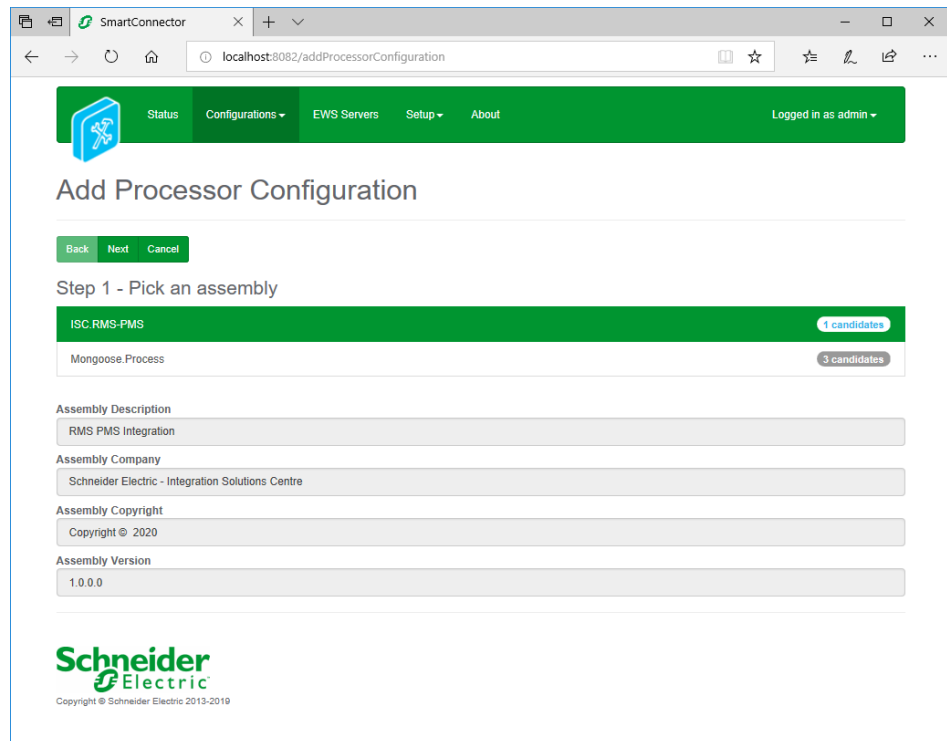 SmartConnector
localhost:8082/addProcessorConfiguration
Status Configurations EWS Servers Setup About Logged in as admin
Add Processor Configuration
Back Next Cancel
Step 1 - Pick an assembly
ISC.RMS-PMS 1 candidates
Mongoose.Process 3 candidates
Assembly Description
RMS PMS Integration
Assembly Company
Schneider Electric - Integration Solutions Centre
Assembly Copyright
Copyright © 2020
Assembly Version
1.0.0.0
Schneider
Electric
Copyright © Schneider Electric 2013-2019